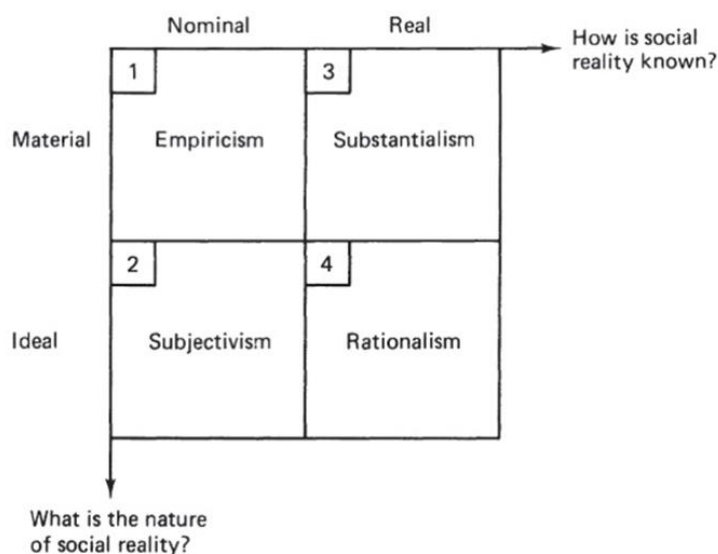 Nominal Real
How is social
reality known?
1 3
Material Empiricism Substantialism
2 4
Ideal Subjectivism Rationalism
What is the nature
of social reality?